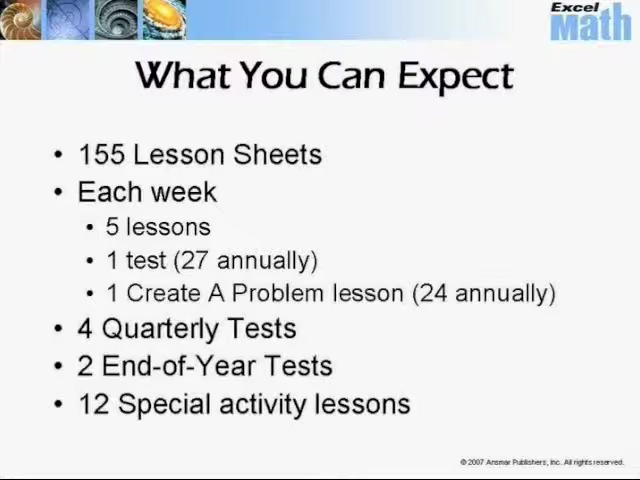 Excel
Math
What You Can Expect
• 155 Lesson Sheets
• Each week
• 5 lessons
• 1 test (27 annually)
• 1 Create A Problem lesson (24 annually)
• 4 Quarterly Tests
• 2 End-of-Year Tests
• 12 Special activity lessons
© 2007 Ansmar Publishers, Inc. All rights reserved.